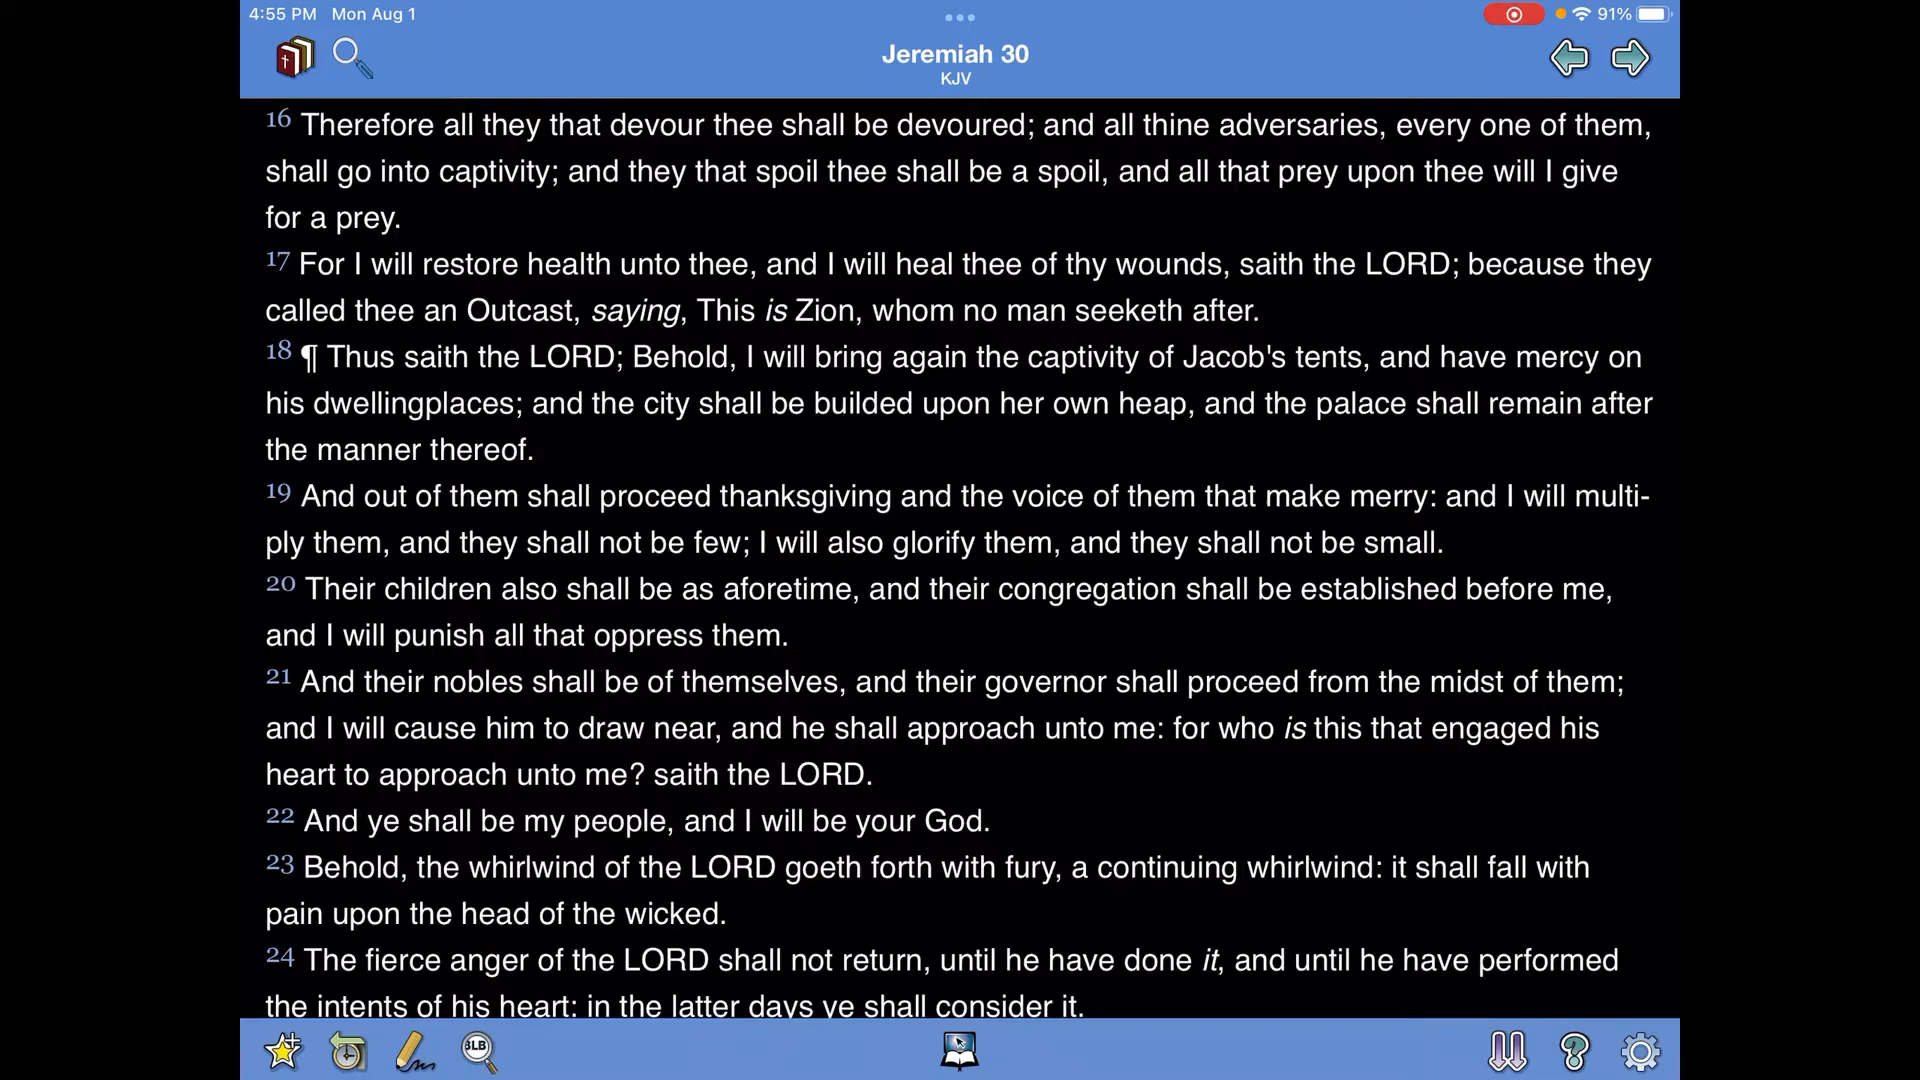 4:55 PM Mon Aug 1
91%
Jeremiah 30
KJV
16 Therefore all they that devour thee shall be devoured; and all thine adversaries, every one of them,
shall go into captivity; and they that spoil thee shall be a spoil, and all that prey upon thee will I give
for a prey.
17 For I will restore health unto thee, and I will heal thee of thy wounds, saith the LORD; because they
called thee an Outcast, saying, This is Zion, whom no man seeketh after.
18 ¶ Thus saith the LORD; Behold, I will bring again the captivity of Jacob's tents, and have mercy on
his dwellingplaces; and the city shall be builded upon her own heap, and the palace shall remain after
the manner thereof.
19 And out of them shall proceed thanksgiving and the voice of them that make merry: and I will multi-
ply them, and they shall not be few; I will also glorify them, and they shall not be small.
20 Their children also shall be as aforetime, and their congregation shall be established before me,
and I will punish all that oppress them.
21 And their nobles shall be of themselves, and their governor shall proceed from the midst of them;
and I will cause him to draw near, and he shall approach unto me: for who is this that engaged his
heart to approach unto me? saith the LORD.
22 And ye shall be my people, and I will be your God.
23 Behold, the whirlwind of the LORD goeth forth with fury, a continuing whirlwind: it shall fall with
pain upon the head of the wicked.
24 The fierce anger of the LORD shall not return, until he have done it, and until he have performed
the intents of his heart: in the latter days ye shall consider it.
BLB